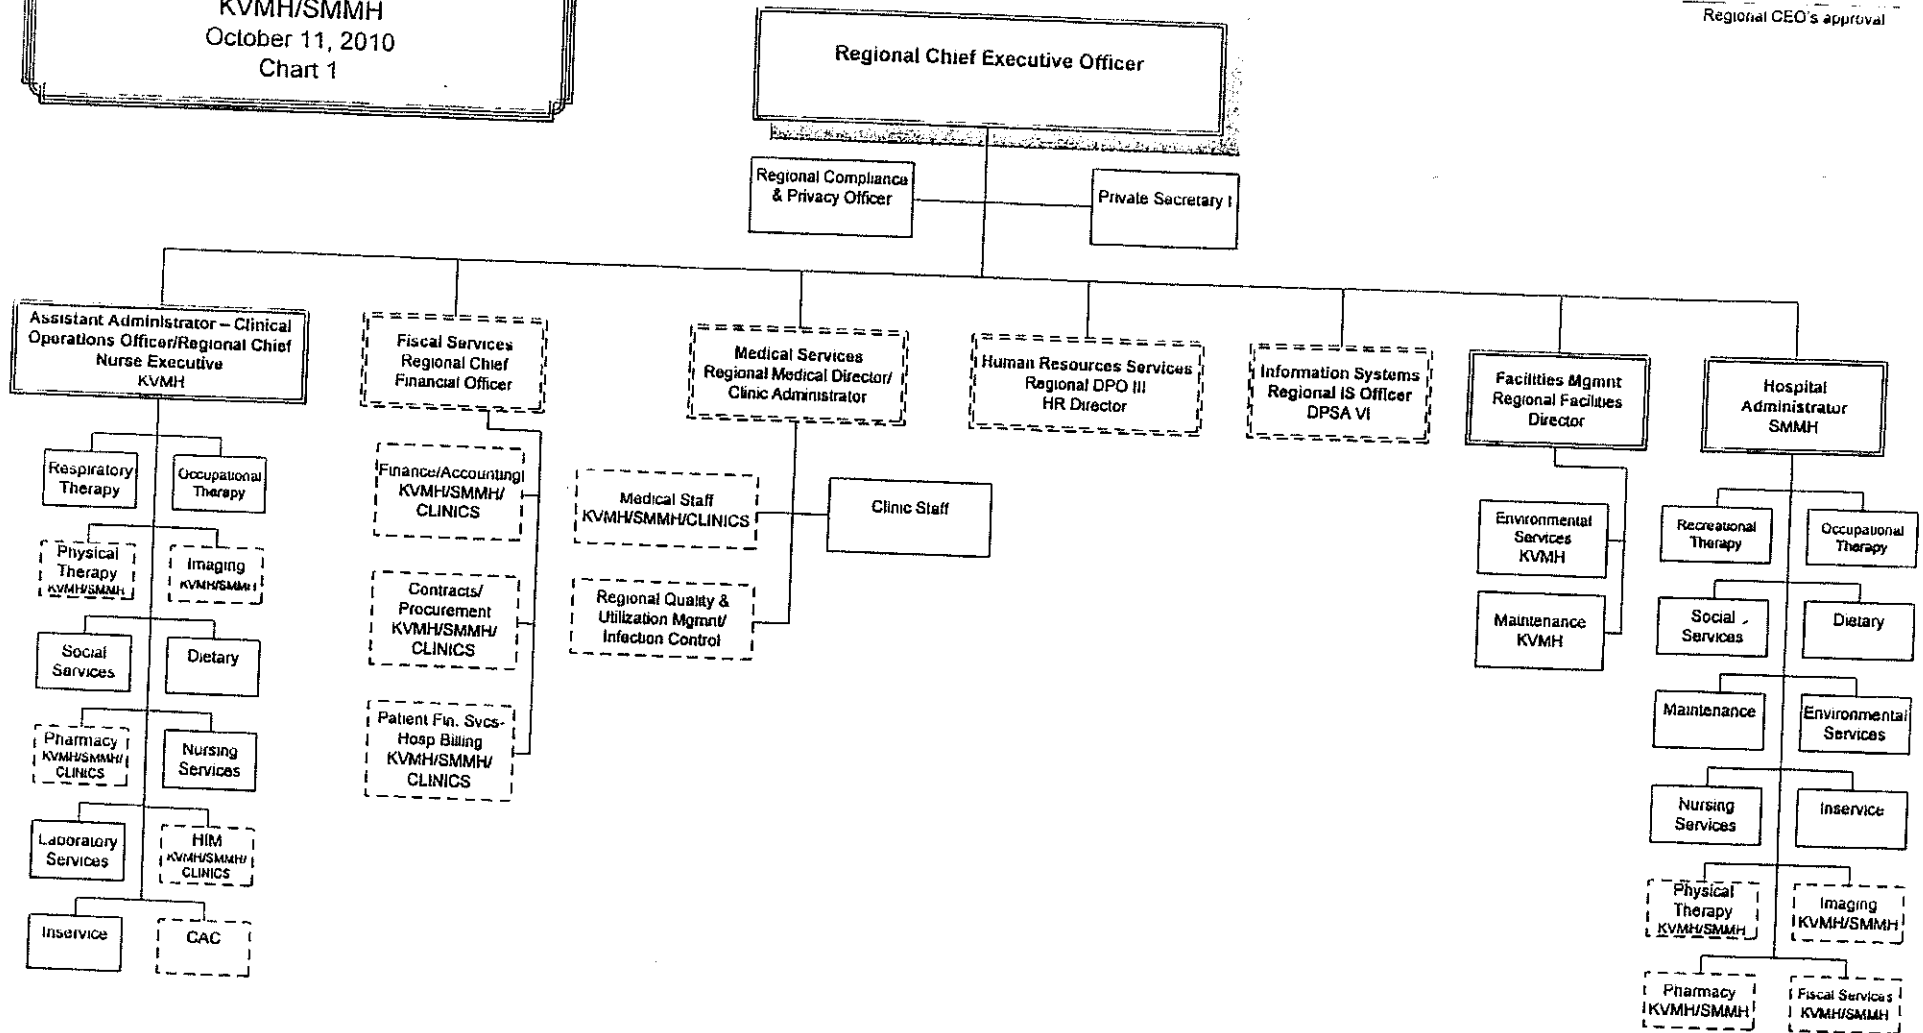 KVMH/SMMH
October 11, 2010
Chart 1
Regional CEO's approval
Regional Chief Executive Officer
Regional Compliance
& Privacy Officer
Private Secretary I
Assistant Administrator – Clinical
Operations Officer/Regional Chief
Nurse Executive
KVMH
Fiscal Services
Regional Chief
Financial Officer
Medical Services
Regional Medical Director/
Clinic Administrator
Human Resources Services
Regional DPO III
HR Director
Information Systems
Regional IS Officer
DPSA VI
Facilities Mgmnt
Regional Facilities
Director
Hospital
Administrator
SMMH
Respiratory
Therapy
Occupational
Therapy
Physical
Therapy
KVMH/SMMH
Imaging
KVMH/SMMH
Social
Services
Dietary
Pharmacy
KVMH/SMMH/
CLINICS
Nursing
Services
Laboratory
Services
HIM
KVMH/SMMH/
CLINICS
Inservice
CAC
Finance/Accounting
KVMH/SMMH/
CLINICS
Contracts/
Procurement
KVMH/SMMH/
CLINICS
Patient Fin. Svcs-
Hosp Billing
KVMH/SMMH/
CLINICS
Medical Staff
KVMH/SMMH/CLINICS
Clinic Staff
Regional Quality &
Utilization Mgmnt/
Infection Control
Environmental
Services
KVMH
Maintenance
KVMH
Recreational
Therapy
Occupational
Therapy
Social
Services
Dietary
Maintenance
Environmental
Services
Nursing
Services
Inservice
Physical
Therapy
KVMH/SMMH
Imaging
KVMH/SMMH
Pharmacy
KVMH/SMMH
Fiscal Services
KVMH/SMMH